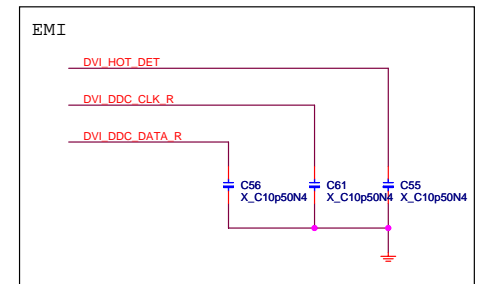 EMI
DVI_HOT_DET
DVI_DDC_CLK_R
DVI_DDC_DATA_R
C56 C61 C55
X_C10p50N4 X_C10p50N4 X_C10p50N4